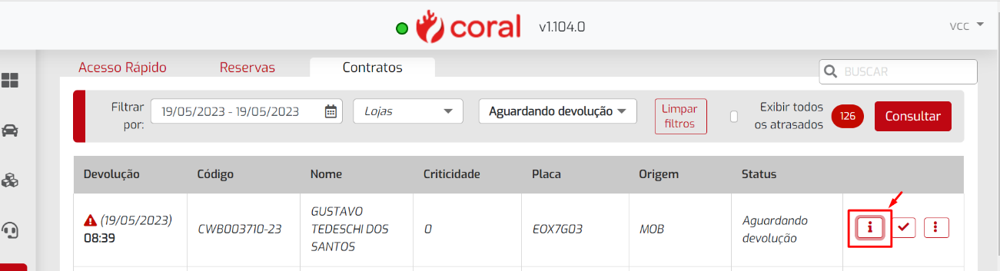 coral v1.104.0
VCC
Acesso Rápido Reservas Contratos
BUSCAR
Filtrar por:
19/05/2023 - 19/05/2023
Lojas
Aguardando devolução
Limpar
filtros
Exibir todos
os atrasados
126
Consultar
Devolução Código Nome Criticidade Placa Origem Status
(19/05/2023)
08:39
CWB003710-23
GUSTAVO
TEDESCHI DOS
SANTOS
0
EOX7G03
MOB
Aguardando
devolução